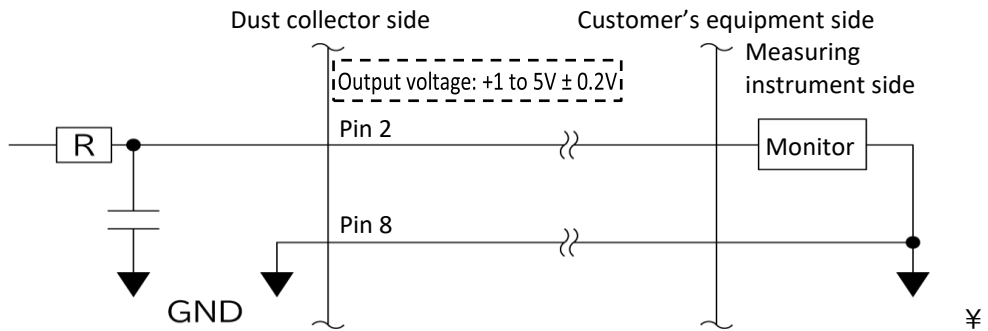 Dust collector side
Customer's equipment side
Measuring
instrument side
Output voltage: +1 to 5V ± 0.2V
Pin 2
R
Monitor
Pin 8
GND
¥